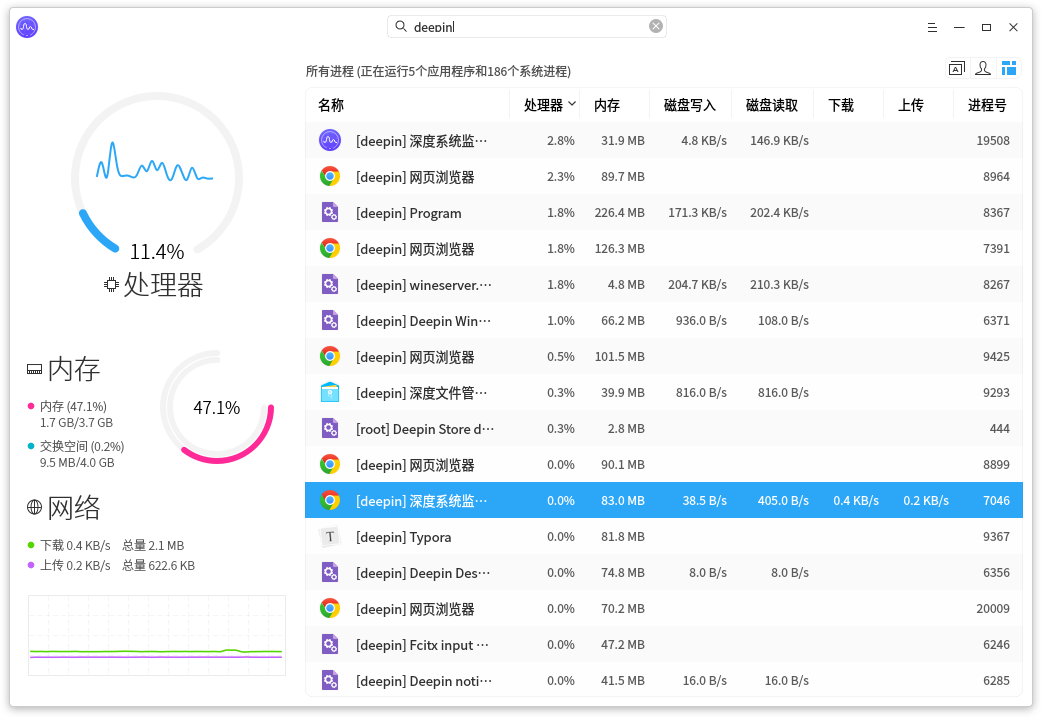 deepin
所有进程 (正在运行5个应用程序和186个系统进程)
11.4%
处理器
内存
内存 (47.1%)
1.7 GB/3.7 GB
交换空间 (0.2%)
9.5 MB/4.0 GB
47.1%
网络
下载 0.4 KB/s 总量 2.1 MB
上传 0.2 KB/s 总量 622.6 KB
名称 处理器 内存 磁盘写入 磁盘读取 下载 上传 进程号
[deepin] 深度系统监··· 2.8% 31.9 MB 4.8 KB/s 146.9 KB/s 19508
[deepin] 网页浏览器 2.3% 89.7 MB 8964
[deepin] Program 1.8% 226.4 MB 171.3 KB/s 202.4 KB/s 8367
[deepin] 网页浏览器 1.8% 126.3 MB 7391
[deepin] wineserver.··· 1.8% 4.8 MB 204.7 KB/s 210.3 KB/s 8267
[deepin] Deepin Win··· 1.0% 66.2 MB 936.0 B/s 108.0 B/s 6371
[deepin] 网页浏览器 0.5% 101.5 MB 9425
[deepin] 深度文件管··· 0.3% 39.9 MB 816.0 B/s 816.0 B/s 9293
[root] Deepin Store d··· 0.3% 2.8 MB 444
[deepin] 网页浏览器 0.0% 90.1 MB 8899
[deepin] 深度系统监··· 0.0% 83.0 MB 38.5 B/s 405.0 B/s 0.4 KB/s 0.2 KB/s 7046
[deepin] Typora 0.0% 81.8 MB 9367
[deepin] Deepin Des··· 0.0% 74.8 MB 8.0 B/s 8.0 B/s 6356
[deepin] 网页浏览器 0.0% 70.2 MB 20009
[deepin] Fcitx input ··· 0.0% 47.2 MB 6246
[deepin] Deepin noti··· 0.0% 41.5 MB 16.0 B/s 16.0 B/s 6285